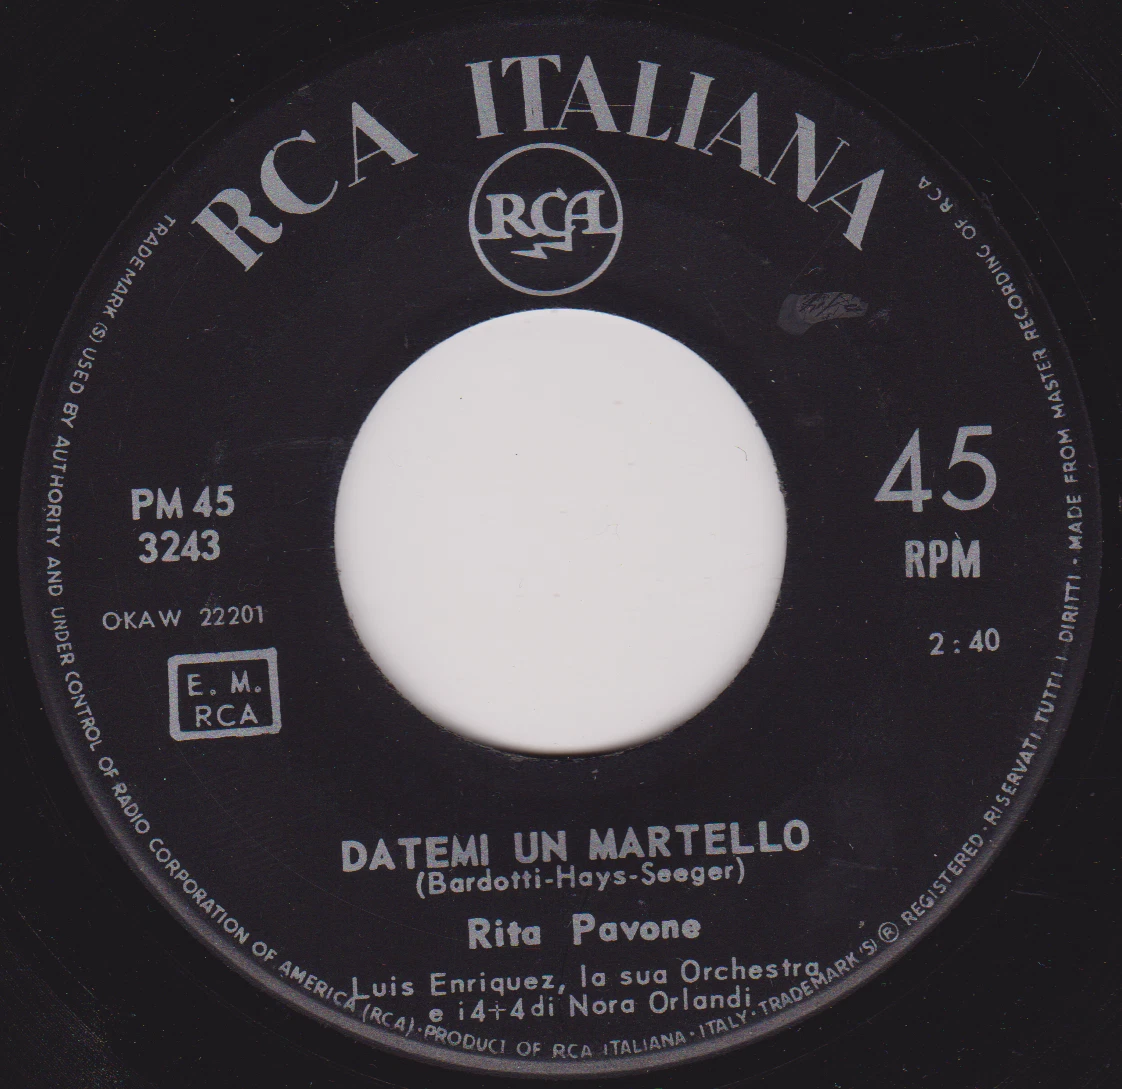 RCA ITALIANA
RCA
PM 45
3243
OKAW 22201
E. M.
RCA
45
RPM
2:40
DATEMI UN MARTELLO
(Bardotti-Hays-Seeger)
Rita Pavone
Luis Enriquez, la sua Orchestra
e i 4+4 di Nora Orlandi
TRADEMARK (S) USED BY AUTHORITY AND UNDER CONTROL OF RADIO CORPORATION OF AMERICA (RCA) • PRODUCT OF RCA ITALIANA • ITALY • TRADEMARK (S) ® REGISTERED • RISERVATI TUTTI I DIRITTI • MADE FROM MASTER RECORDING OF RCA